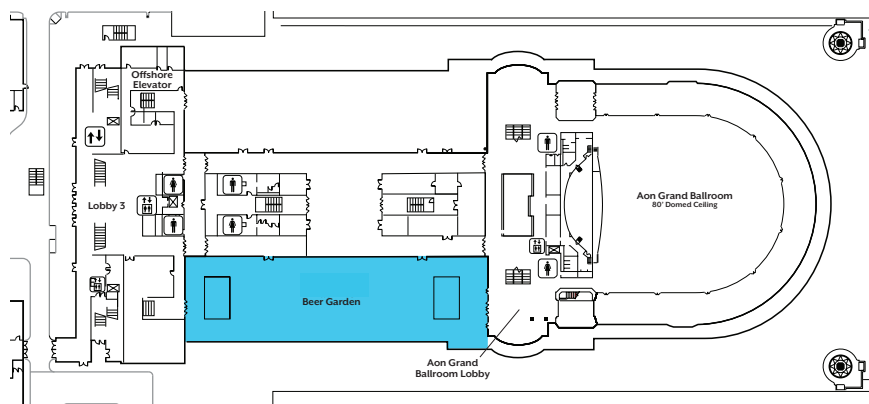 Offshore
Elevator
Lobby 3
Aon Grand Ballroom
80' Domed Ceiling
Beer Garden
Aon Grand
Ballroom Lobby